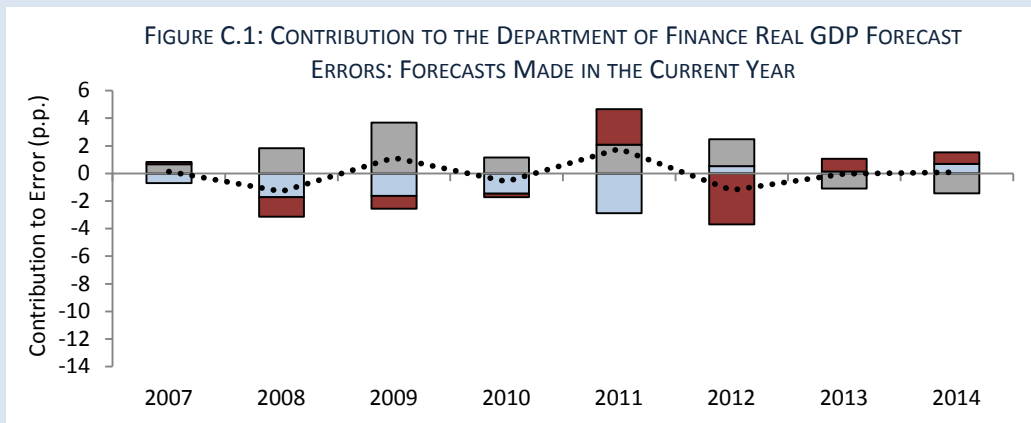 FIGURE C.1: CONTRIBUTION TO THE DEPARTMENT OF FINANCE REAL GDP FORECAST
ERRORS: FORECASTS MADE IN THE CURRENT YEAR
Contribution to Error (p.p.)
6
4
2
0
-2
-4
-6
-8
-10
-12
-14
2007 2008 2009 2010 2011 2012 2013 2014